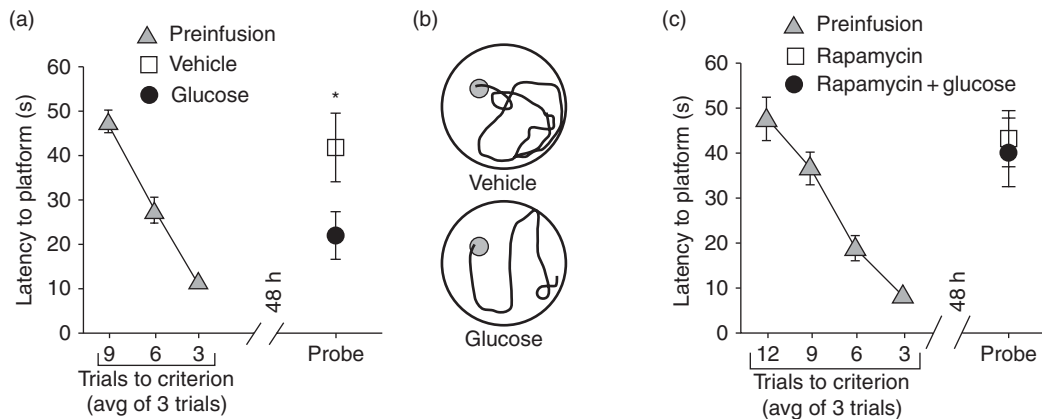 (a)
Preinfusion
Vehicle
Glucose
Latency to platform (s)
60
50
40
30
20
10
0
*
9 6 3
48 h
Probe
Trials to criterion
(avg of 3 trials)
(b)
Vehicle
Glucose
(c)
Preinfusion
Rapamycin
Rapamycin + glucose
Latency to platform (s)
60
50
40
30
20
10
0
12 9 6 3
48 h
Probe
Trials to criterion
(avg of 3 trials)